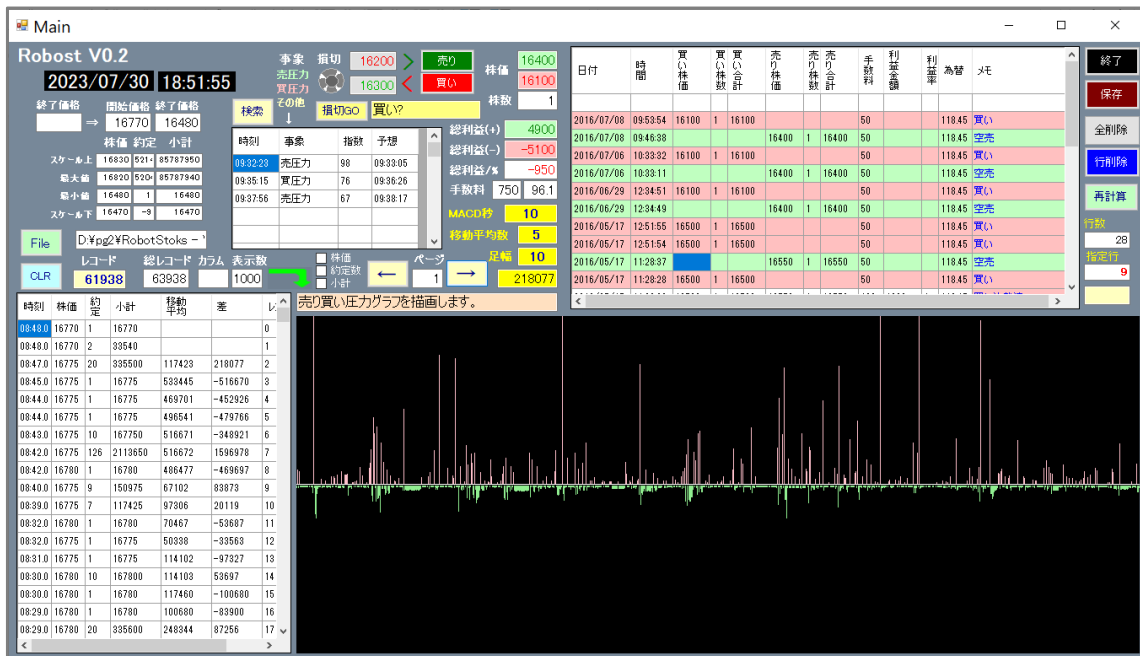 Main
Robost V0.2
2023/07/30 18:51:55
終了価格 開始価格 終了価格
⇒ 16770 16480
株価 約定 小計
スケール上 16830 521 85787950
最大値 16820 520 85787940
最小値 16480 1 16480
スケール下 16470 -9 16470
File D:¥pg2¥RobotStoks -
レコード 総レコード カラム 表示数
CLR 61938 63938 1000
事象 損切 16200 > 売り 株価 16400
売圧力
買圧力 16300 < 買い 16100
その他 株数 1
↓
検索 損切GO 買い?
時刻 事象 指数 予想
09:32:23 売圧力 98 09:33:05
09:35:15 買圧力 76 09:36:26
09:37:56 売圧力 67 09:38:17
総利益(+) 4900
総利益(-) -5100
総利益/% -950
手数料 750 96.1
MACD秒 10
移動平均数 5
足幅 10
株価
約定数
小計
← ページ 1 → 218077
売り買い圧力グラフを描画します。
日付 時間 買い株価 買い株数 買い合計 売り株価 売り株数 売り合計 手数料 利益金額 利益率 為替 メモ
2016/07/08 09:53:54 16100 1 16100 50 118.45 買い
2016/07/08 09:46:38 16400 1 16400 50 118.45 空売
2016/07/06 10:33:32 16100 1 16100 50 118.45 買い
2016/07/06 10:33:11 16400 1 16400 50 118.45 空売
2016/06/29 12:34:51 16100 1 16100 50 118.45 買い
2016/06/29 12:34:49 16400 1 16400 50 118.45 空売
2016/05/17 12:51:55 16500 1 16500 50 118.45 買い
2016/05/17 12:51:54 16500 1 16500 50 118.45 買い
2016/05/17 11:28:37 16550 1 16550 50 118.45 空売
2016/05/17 11:28:28 16500 1 16500 50 118.45 買い
終了
保存
全削除
行削除
再計算
行数
28
指定行
9
時刻 株価 約定 小計 移動平均 差
08:48.0 16770 1 16770 0
08:48.0 16770 2 33540 1
08:47.0 16775 20 335500 117423 218077 2
08:45.0 16775 1 16775 533445 -516670 3
08:44.0 16775 1 16775 469701 -452926 4
08:44.0 16775 1 16775 496541 -479766 5
08:43.0 16775 10 167750 516671 -348921 6
08:42.0 16775 126 2113650 516672 1596978 7
08:42.0 16780 1 16780 486477 -469697 8
08:40.0 16775 9 150975 67102 83873 9
08:39.0 16775 7 117425 97306 20119 10
08:32.0 16780 1 16780 70467 -53687 11
08:32.0 16775 1 16775 50338 -33563 12
08:31.0 16775 1 16775 114102 -97327 13
08:30.0 16780 10 167800 114103 53697 14
08:30.0 16780 1 16780 117460 -100680 15
08:29.0 16780 1 16780 100680 -83900 16
08:29.0 16780 20 335600 248344 87256 17